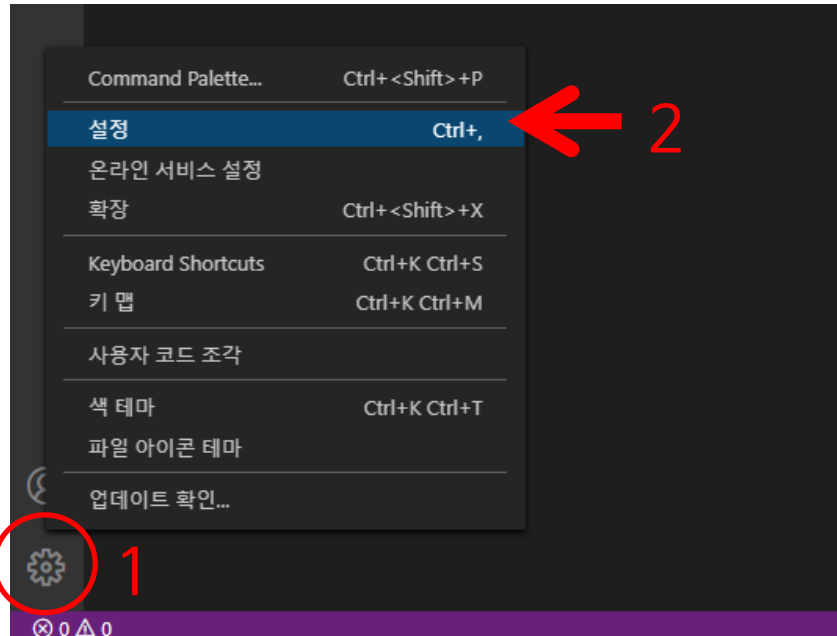 Command Palette... Ctrl+<Shift>+P
설정 Ctrl+,
2
온라인 서비스 설정
확장 Ctrl+<Shift>+X
Keyboard Shortcuts Ctrl+K Ctrl+S
키 맵 Ctrl+K Ctrl+M
사용자 코드 조각
색 테마 Ctrl+K Ctrl+T
파일 아이콘 테마
업데이트 확인...
1
0 0